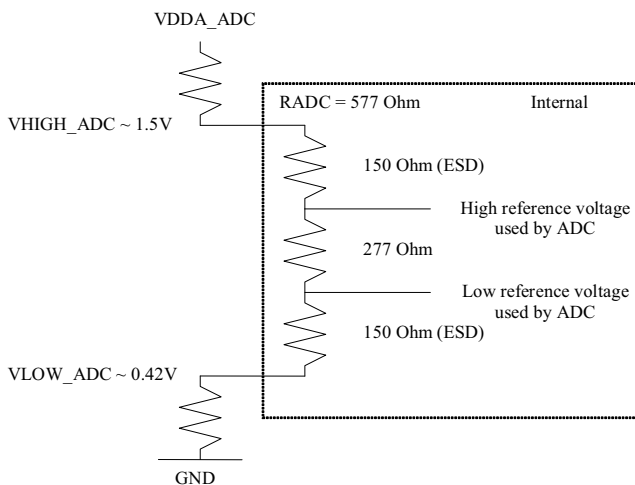 VDDA_ADC
RADC = 577 Ohm
Internal
VHIGH_ADC ~ 1.5V
150 Ohm (ESD)
High reference voltage
used by ADC
277 Ohm
Low reference voltage
used by ADC
150 Ohm (ESD)
VLOW_ADC ~ 0.42V
GND